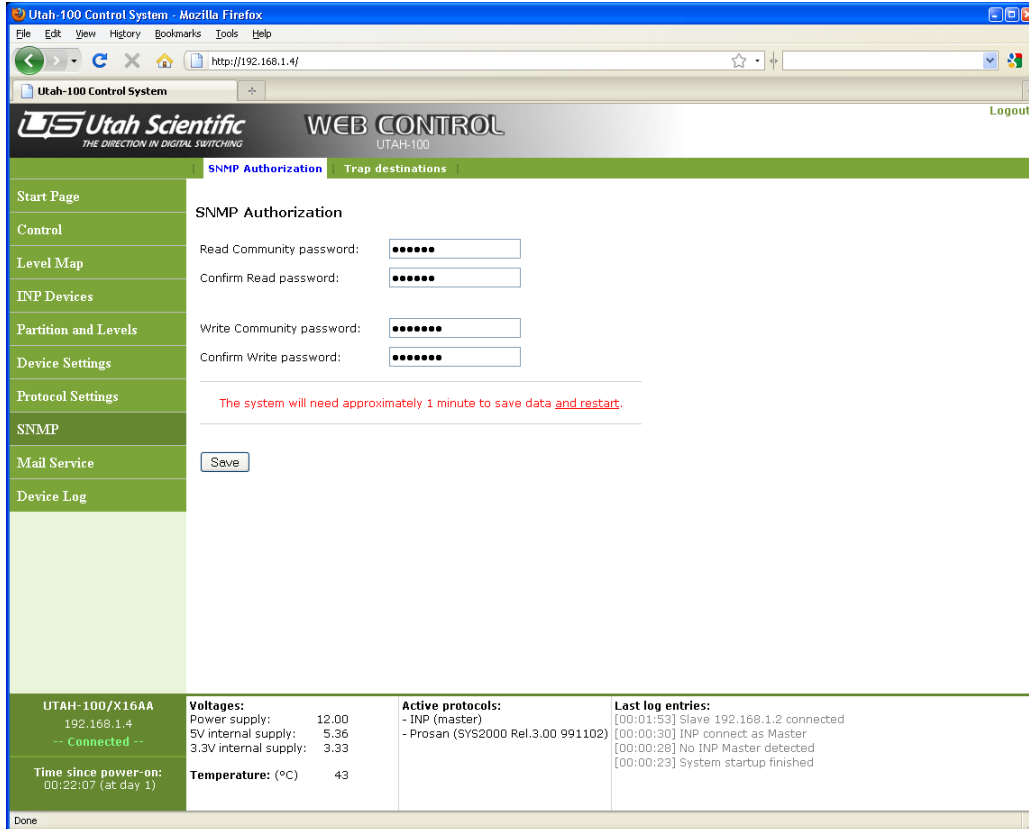 Utah-100 Control System - Mozilla Firefox
File Edit View History Bookmarks Tools Help
http://192.168.1.4/
Utah-100 Control System
Logout
US Utah Scientific
THE DIRECTION IN DIGITAL SWITCHING
WEB CONTROL
UTAH-100
SNMP Authorization | Trap destinations
Start Page
Control
Level Map
INP Devices
Partition and Levels
Device Settings
Protocol Settings
SNMP
Mail Service
Device Log
SNMP Authorization
Read Community password: ●●●●●●
Confirm Read password: ●●●●●●
Write Community password: ●●●●●●●
Confirm Write password: ●●●●●●●
The system will need approximately 1 minute to save data and restart.
Save
UTAH-100/X16AA
192.168.1.4
-- Connected --
Time since power-on:
00:22:07 (at day 1)
Voltages:
Power supply: 12.00
5V internal supply: 5.36
3.3V internal supply: 3.33
Temperature: (°C) 43
Active protocols:
- INP (master)
- Prosan (SYS2000 Rel.3.00 991102)
Last log entries:
[00:01:53] Slave 192.168.1.2 connected
[00:00:30] INP connect as Master
[00:00:28] No INP Master detected
[00:00:23] System startup finished
Done